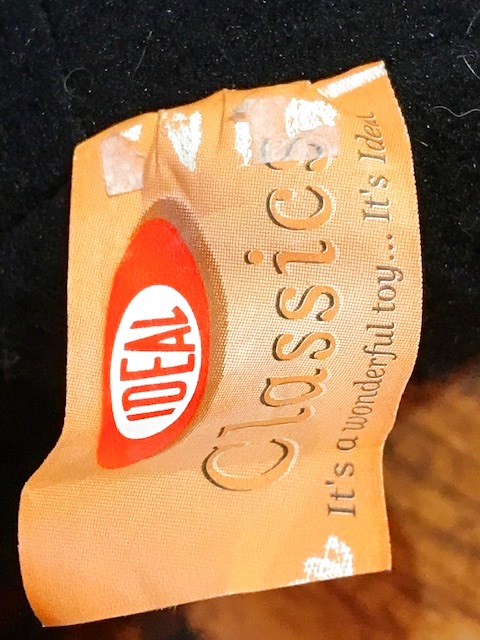 IDEAL
Classics
It's a wonderful toy... It's Ideal